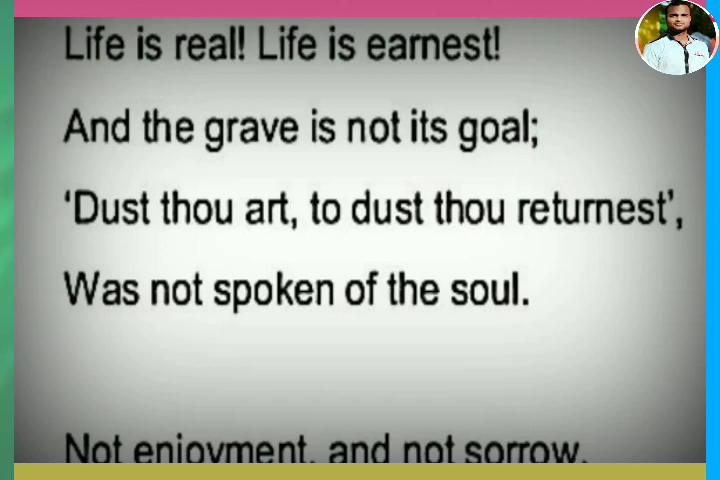 Life is real! Life is earnest!
And the grave is not its goal;
‘Dust thou art, to dust thou returnest’,
Was not spoken of the soul.
Not enjoyment, and not sorrow,